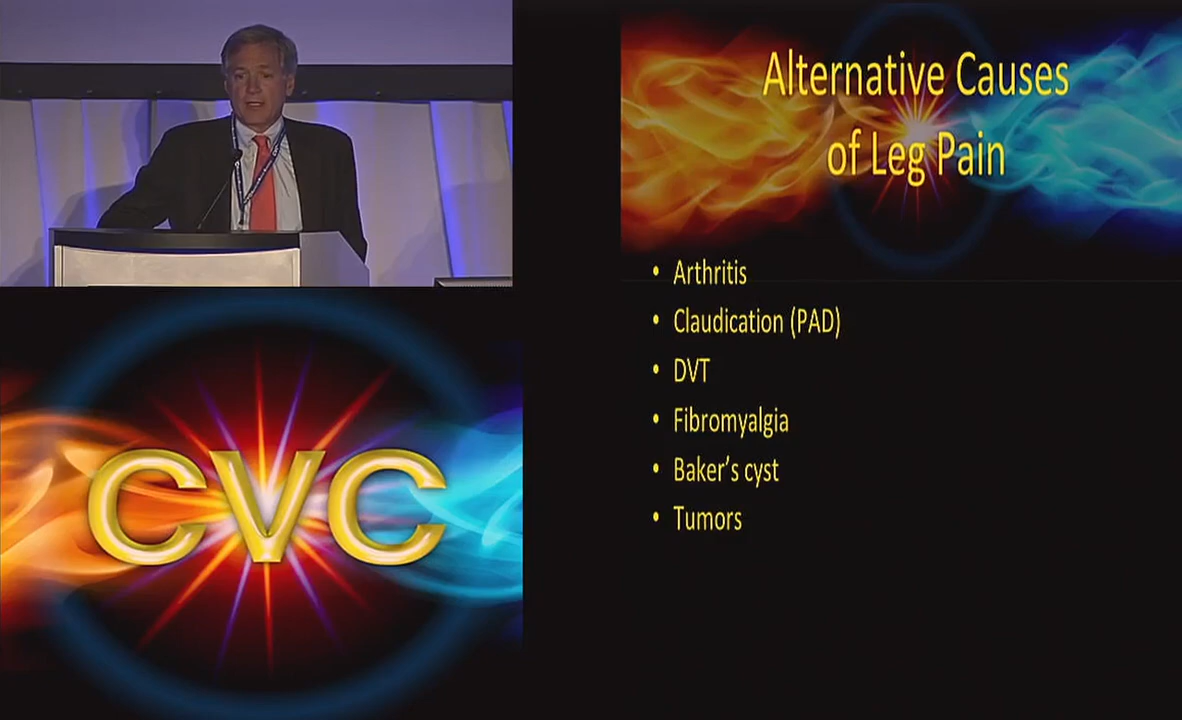 CVC
Alternative Causes
of Leg Pain
• Arthritis
• Claudication (PAD)
• DVT
• Fibromyalgia
• Baker’s cyst
• Tumors